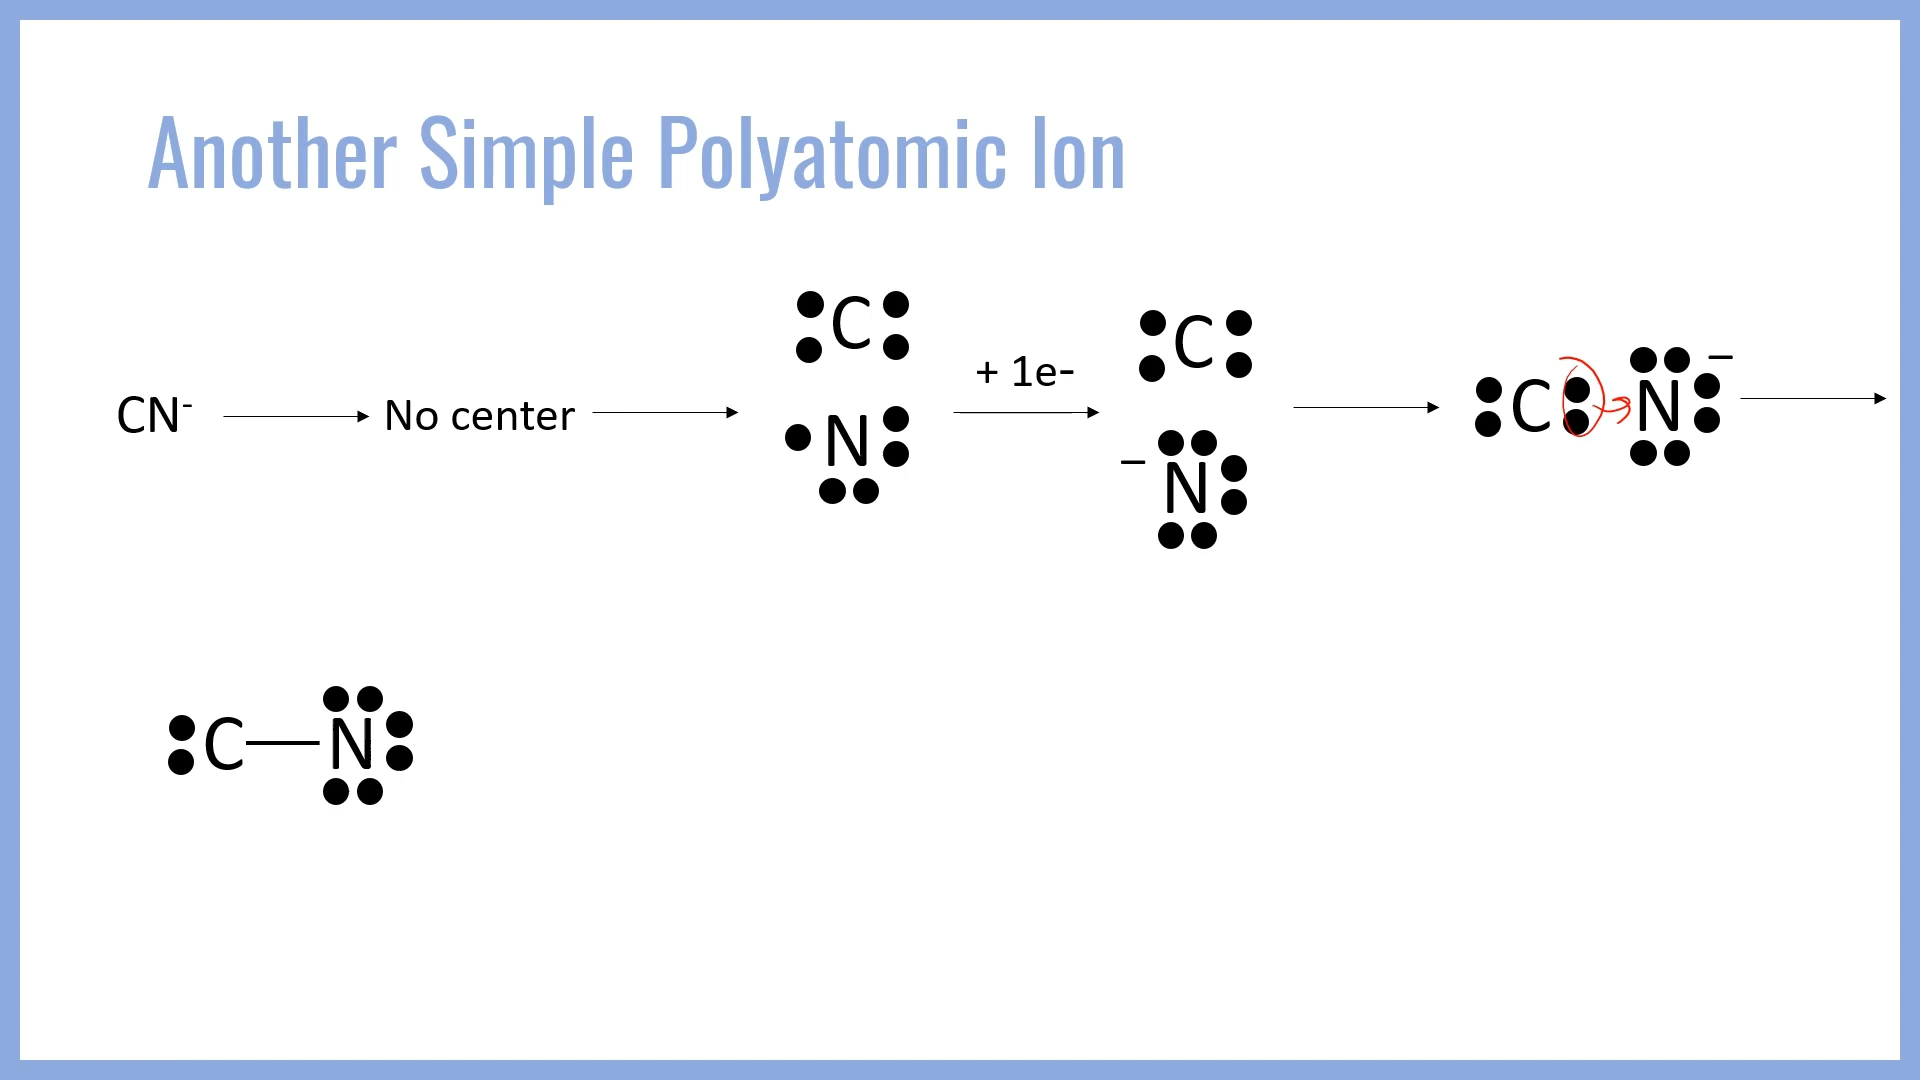 Another Simple Polyatomic Ion
CN-
No center
C
N
+ 1e-
C
– N
C N –
C — N